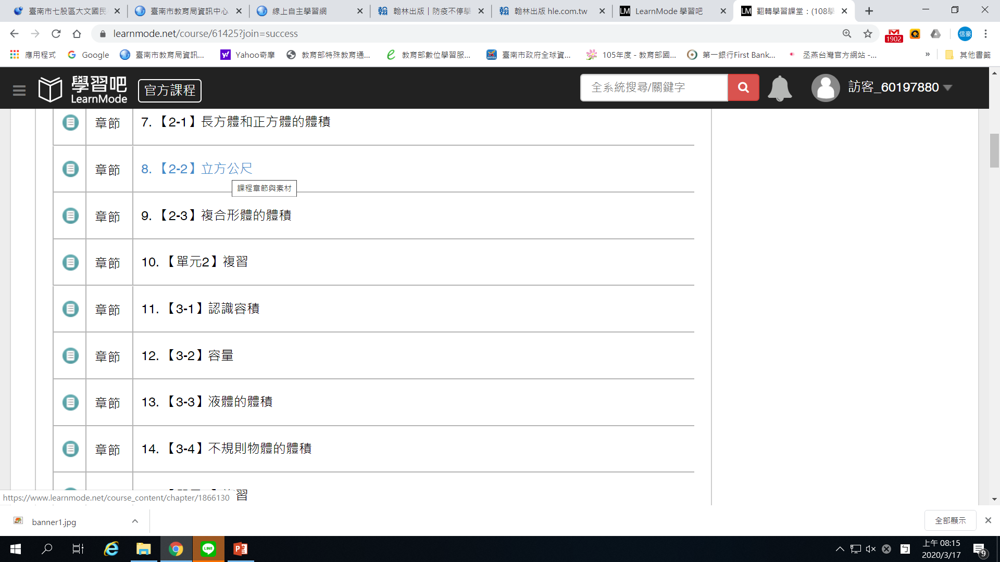 臺南市七股區大文國民
臺南市教育局資訊中心
線上自主學習網
翰林出版 | 防疫不停學
翰林出版 hle.com.tw
LearnMode 學習吧
翻轉學習課堂：(108學
learnmode.net/course/61425?join=success
1902
信豪
應用程式
Google
臺南市教育局資訊...
Yahoo奇摩
教育部特殊教育通...
教育部數位學習服...
臺南市政府全球資...
105年度 - 教育部國...
第一銀行First Bank...
丞燕台灣官方網站 -...
其他書籤
學習吧
LearnMode
官方課程
全系統搜尋/關鍵字
訪客_60197880
章節 7. 【2-1】長方體和正方體的體積
章節 8. 【2-2】立方公尺
課程章節與素材
章節 9. 【2-3】複合形體的體積
章節 10. 【單元2】複習
章節 11. 【3-1】認識容積
章節 12. 【3-2】容量
章節 13. 【3-3】液體的體積
章節 14. 【3-4】不規則物體的體積
習
https://www.learnmode.net/course_content/chapter/1866130
banner1.jpg
全部顯示
LINE
上午 08:15
2020/3/17
9